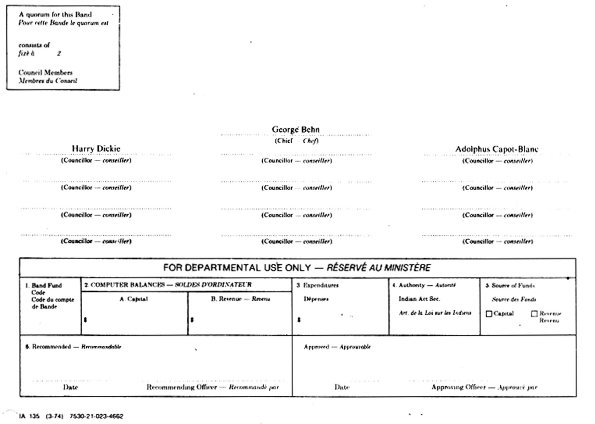 A quorum for this Band
Pour cette Bande le quorum est
consists of
fixé à 2
Council Members
Membres du Conseil
George Behn
(Chief — Chef)
Harry Dickie Adolphus Capot-Blanc
(Councillor — conseiller) (Councillor — conseiller) (Councillor — conseiller)
(Councillor — conseiller) (Councillor — conseiller) (Councillor — conseiller)
(Councillor — conseiller) (Councillor — conseiller) (Councillor — conseiller)
(Councillor — conseiller) (Councillor — conseiller) (Councillor — conseiller)
FOR DEPARTMENTAL USE ONLY — RÉSERVÉ AU MINISTÈRE
1. Band Fund Code Code du compte de Bande
2. COMPUTER BALANCES — SOLDES D'ORDINATEUR
A. Capital
$
B. Revenue — Revenu
$
3 Expenditures
Dépenses
$
4. Authority — Autorité
Indian Act Sec.
Art. de la Loi sur les Indiens
5 Source of Funds
Source des Fonds
Capital Revenue Revenu
6. Recommended — Recommandable
Date Recommending Officer — Recommandé par
Approved — Approuvable
Date Approving Officer — Approuvé par
IA 135 (3-74) 7530-21-023-4662